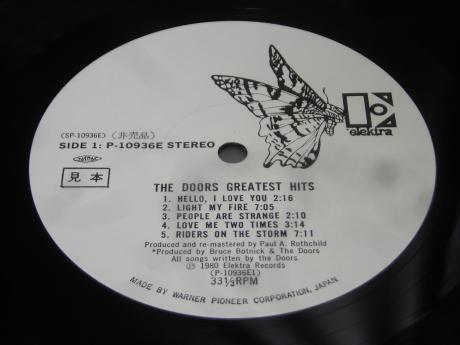 (SP-10936E) (非売品)
SIDE 1: P-10936E STEREO
見本
elektra
THE DOORS GREATEST HITS
1. HELLO, I LOVE YOU 2:16
2. LIGHT MY FIRE 7:05
3. PEOPLE ARE STRANGE 2:10
4. LOVE ME TWO TIMES 3:14
5. RIDERS ON THE STORM 7:11
Produced and re-mastered by Paul A. Rothchild
*Produced by Bruce Botnick & The Doors
All songs written by the Doors
Ⓟ 1980 Elektra Records
(P-10936E1)
33⅓RPM
MADE BY WARNER PIONEER CORPORATION, JAPAN